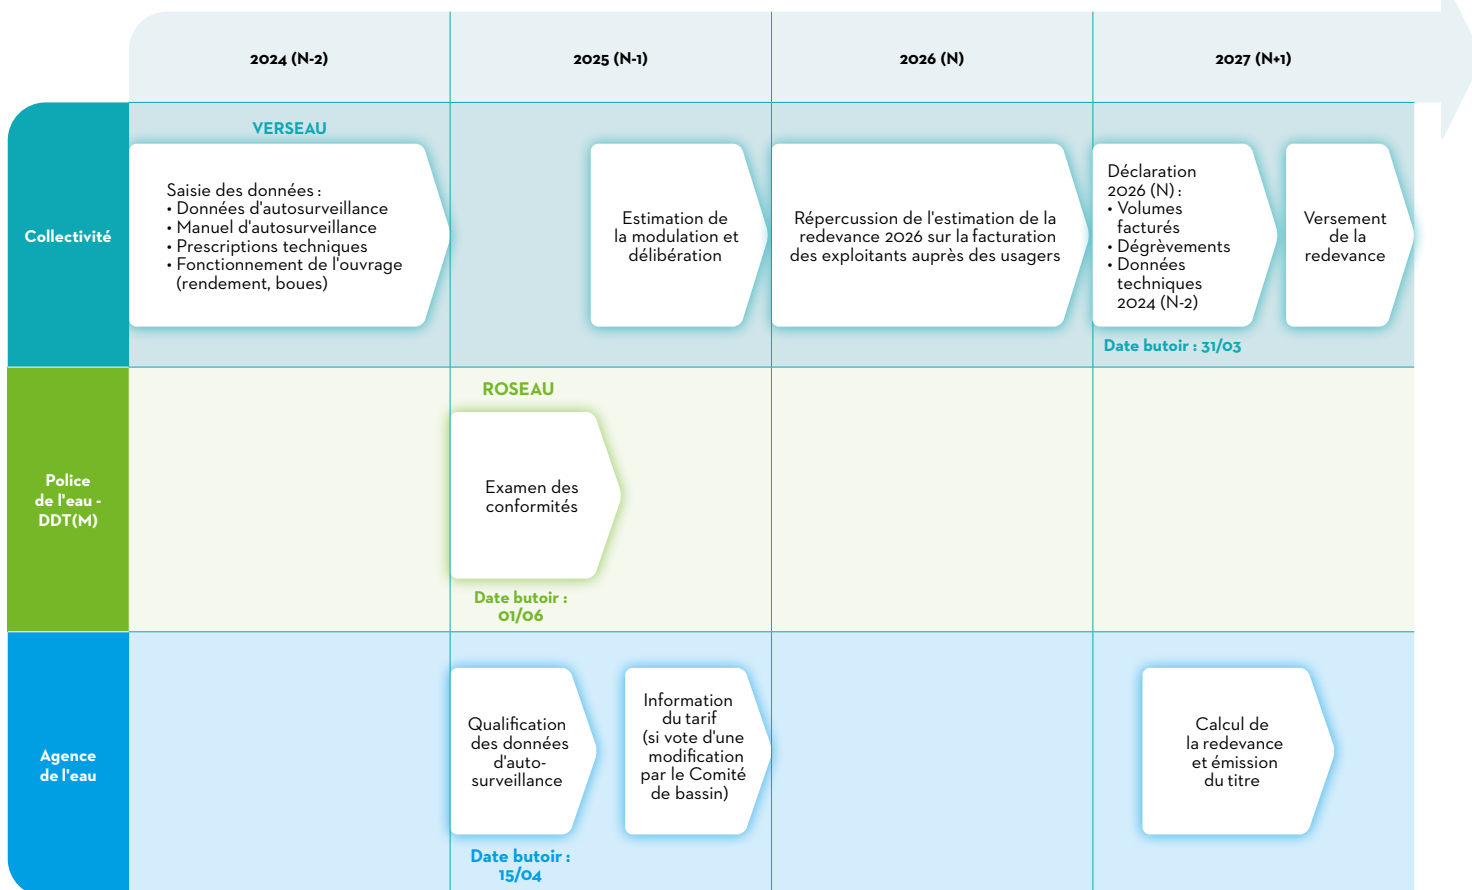 2024 (N-2)
2025 (N-1)
2026 (N)
2027 (N+1)
Collectivité
VERSEAU
Saisie des données :
• Données d'autosurveillance
• Manuel d'autosurveillance
• Prescriptions techniques
• Fonctionnement de l'ouvrage
(rendement, boues)
Estimation de
la modulation et
délibération
Répercussion de l'estimation de la
redevance 2026 sur la facturation
des exploitants auprès des usagers
Déclaration
2026 (N) :
• Volumes
facturés
• Dégrèvements
• Données
techniques
2024 (N-2)
Date butoir : 31/03
Versement
de la
redevance
Police
de l'eau -
DDT(M)
ROSEAU
Examen des
conformités
Date butoir :
01/06
Agence
de l'eau
Qualification
des données
d'auto-
surveillance
Date butoir :
15/04
Information
du tarif
(si vote d'une
modification
par le Comité
de bassin)
Calcul de
la redevance
et émission
du titre